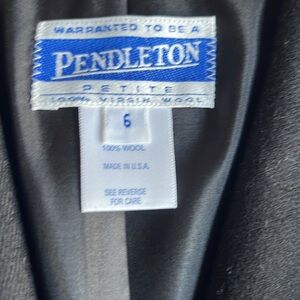 WARRANTED TO BE A
PENDLETON
PETITE
100% VIRGIN WOOL
6
100% WOOL
MADE IN U.S.A.
SEE REVERSE
FOR CARE